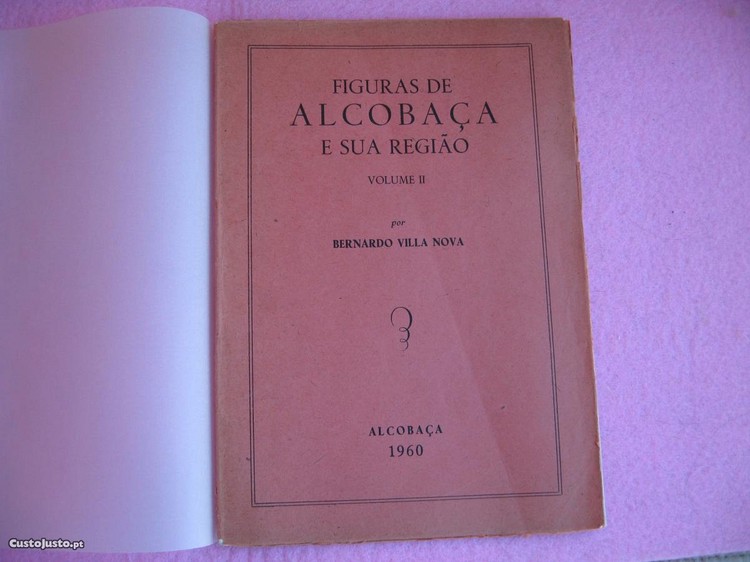 FIGURAS DE
ALCOBAÇA
E SUA REGIÃO
VOLUME II
por
BERNARDO VILLA NOVA
ALCOBAÇA
1960
CustoJusto.pt